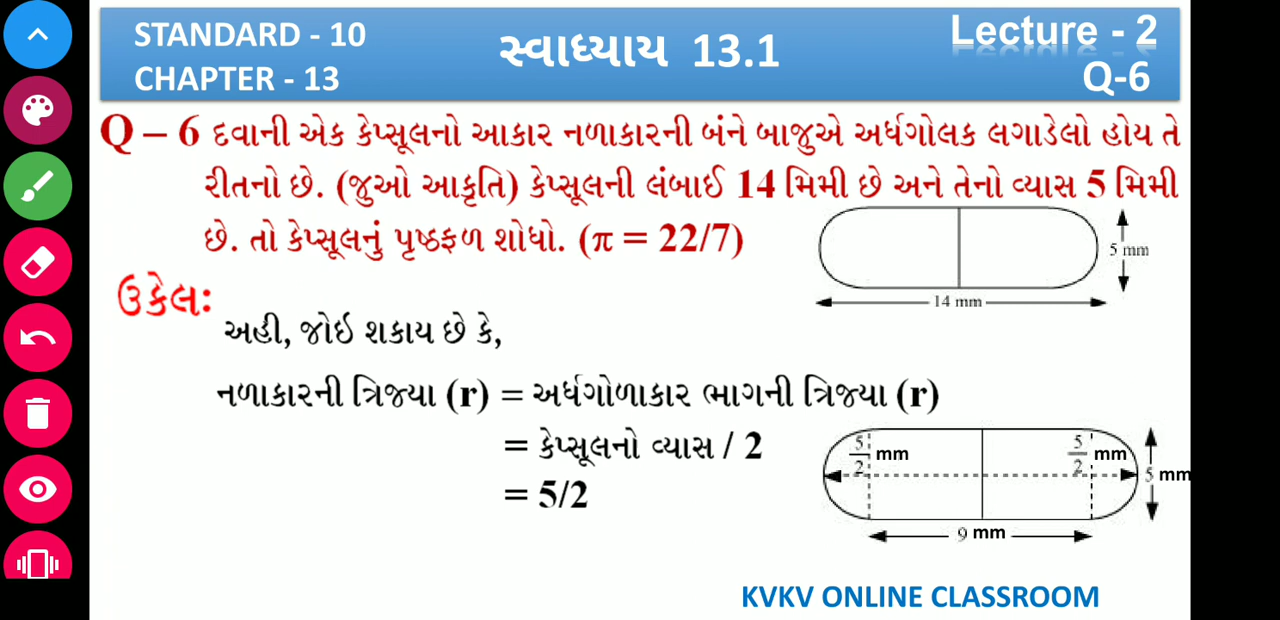 STANDARD - 10
CHAPTER - 13
સ્વાધ્યાય 13.1
Lecture - 2
Q-6
Q – 6 દવાની એક કેપ્સૂલનો આકાર નળાકારની બંને બાજુએ અર્ધગોલક લગાડેલો હોય તે
રીતનો છે. (જુઓ આકૃતિ) કેપ્સૂલની લંબાઈ 14 મિમી છે અને તેનો વ્યાસ 5 મિમી
છે. તો કેપ્સૂલનું પૃષ્ઠફળ શોધો. (π = 22/7)
5 mm
14 mm
ઉકેલ:
અહી, જોઇ શકાય છે કે,
નળાકારની ત્રિજ્યા (r) = અર્ધગોળાકાર ભાગની ત્રિજ્યા (r)
= કેપ્સૂલનો વ્યાસ / 2
= 5/2
5/2 mm
5/2 mm
5 mm
9 mm
KVKV ONLINE CLASSROOM